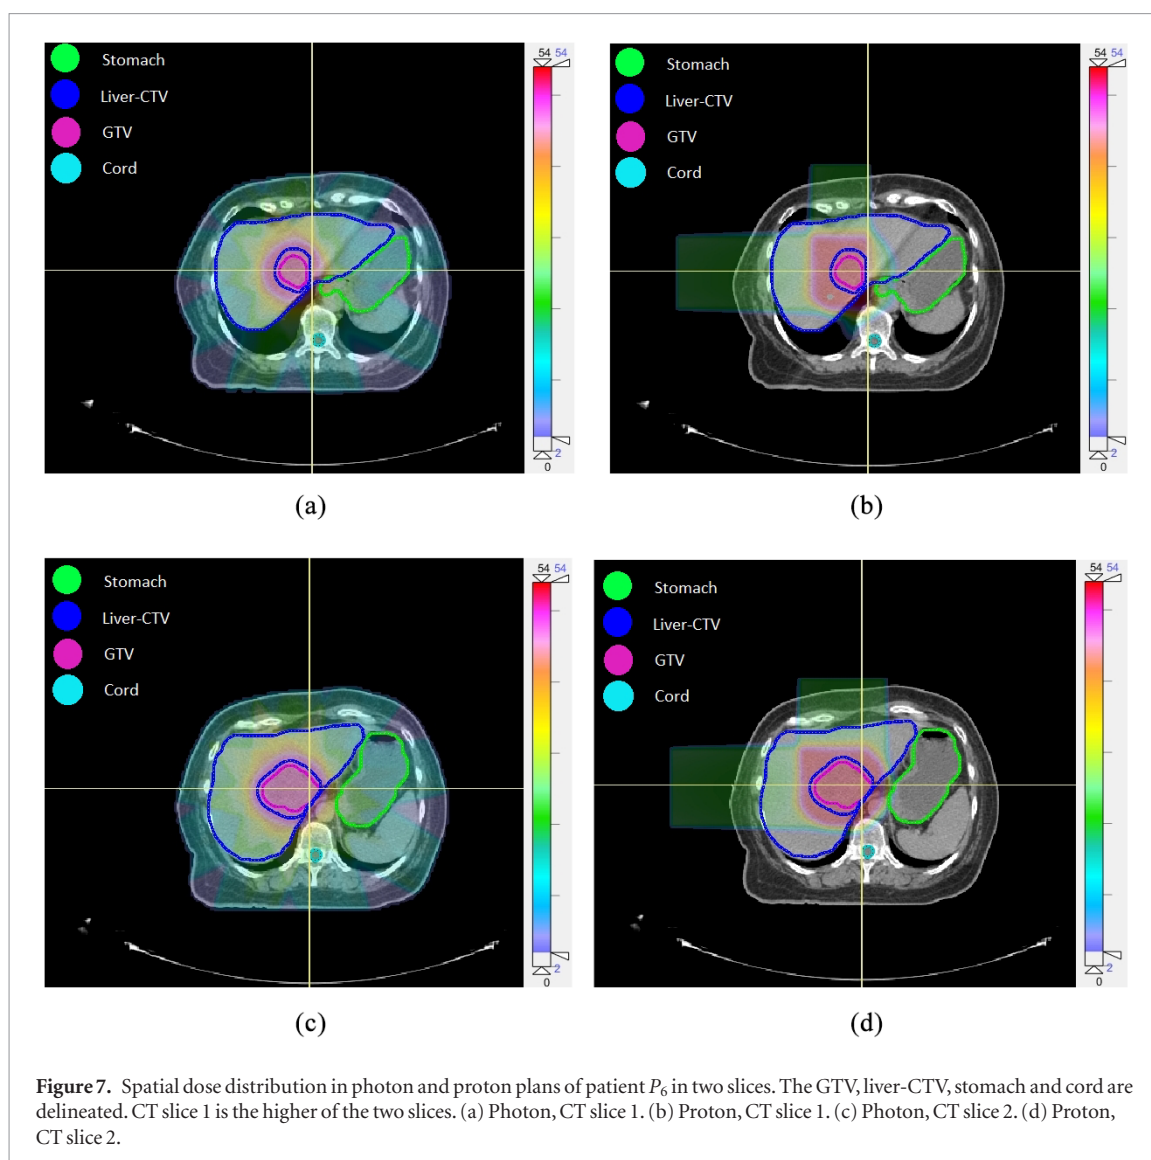 Stomach
Liver-CTV
GTV
Cord
54 54
2
0
(a)
Stomach
Liver-CTV
GTV
Cord
54 54
2
0
(b)
Stomach
Liver-CTV
GTV
Cord
54 54
2
0
(c)
Stomach
Liver-CTV
GTV
Cord
54 54
2
0
(d)
Figure 7. Spatial dose distribution in photon and proton plans of patient P6 in two slices. The GTV, liver-CTV, stomach and cord are
delineated. CT slice 1 is the higher of the two slices. (a) Photon, CT slice 1. (b) Proton, CT slice 1. (c) Photon, CT slice 2. (d) Proton,
CT slice 2.